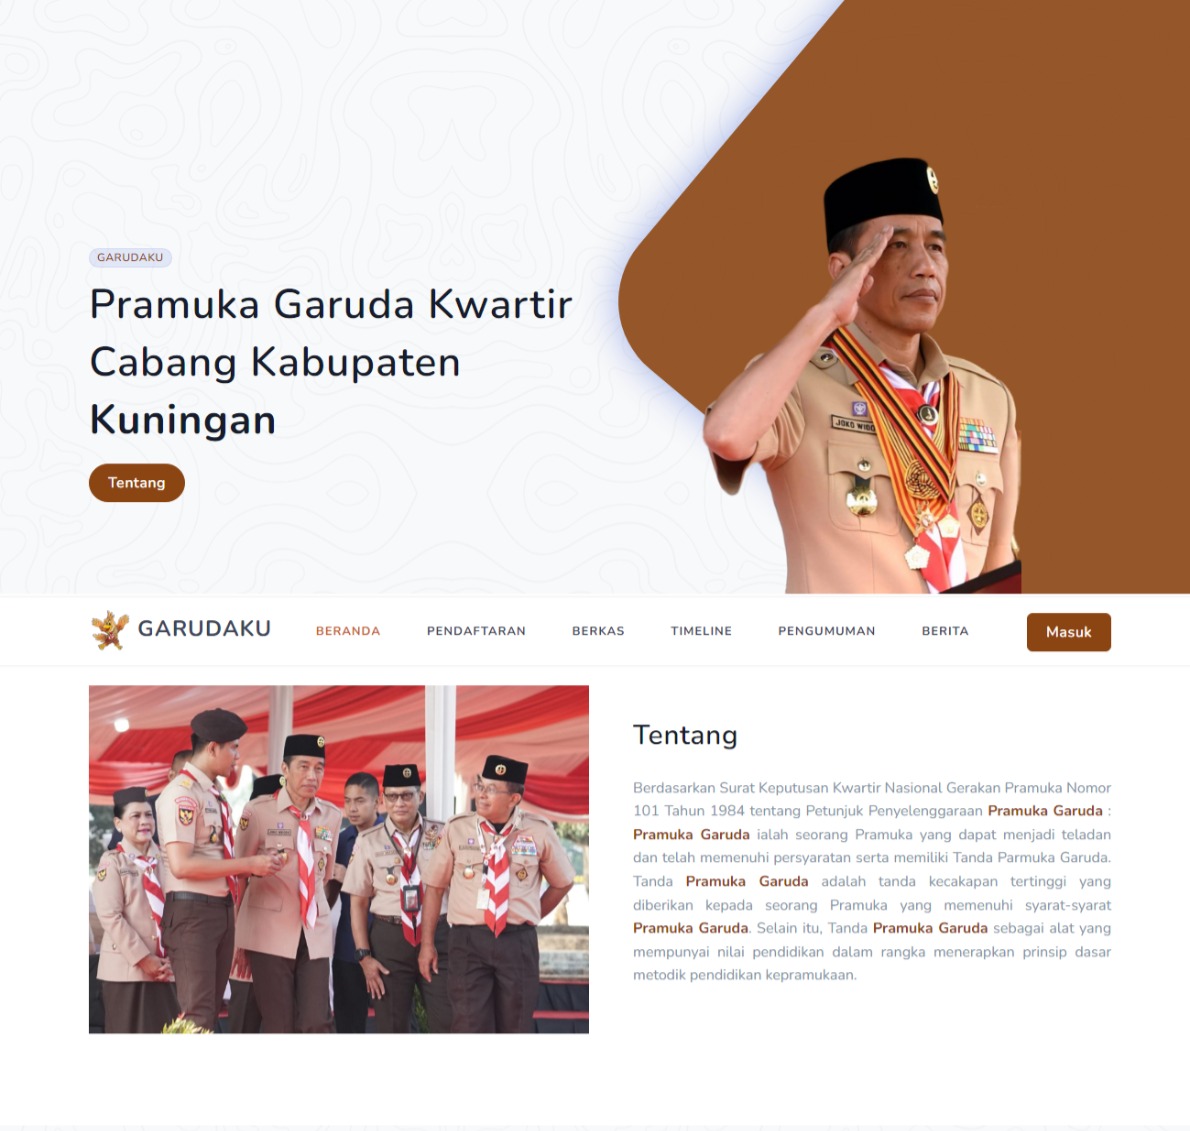 GARUDAKU
Pramuka Garuda Kwartir
Cabang Kabupaten
Kuningan
Tentang
JOKO WIDO
GARUDAKU
BERANDA
PENDAFTARAN
BERKAS
TIMELINE
PENGUMUMAN
BERITA
Masuk
Tentang
Berdasarkan Surat Keputusan Kwartir Nasional Gerakan Pramuka Nomor
101 Tahun 1984 tentang Petunjuk Penyelenggaraan Pramuka Garuda :
Pramuka Garuda ialah seorang Pramuka yang dapat menjadi teladan
dan telah memenuhi persyaratan serta memiliki Tanda Parmuka Garuda.
Tanda Pramuka Garuda adalah tanda kecakapan tertinggi yang
diberikan kepada seorang Pramuka yang memenuhi syarat-syarat
Pramuka Garuda. Selain itu, Tanda Pramuka Garuda sebagai alat yang
mempunyai nilai pendidikan dalam rangka menerapkan prinsip dasar
metodik pendidikan kepramukaan.